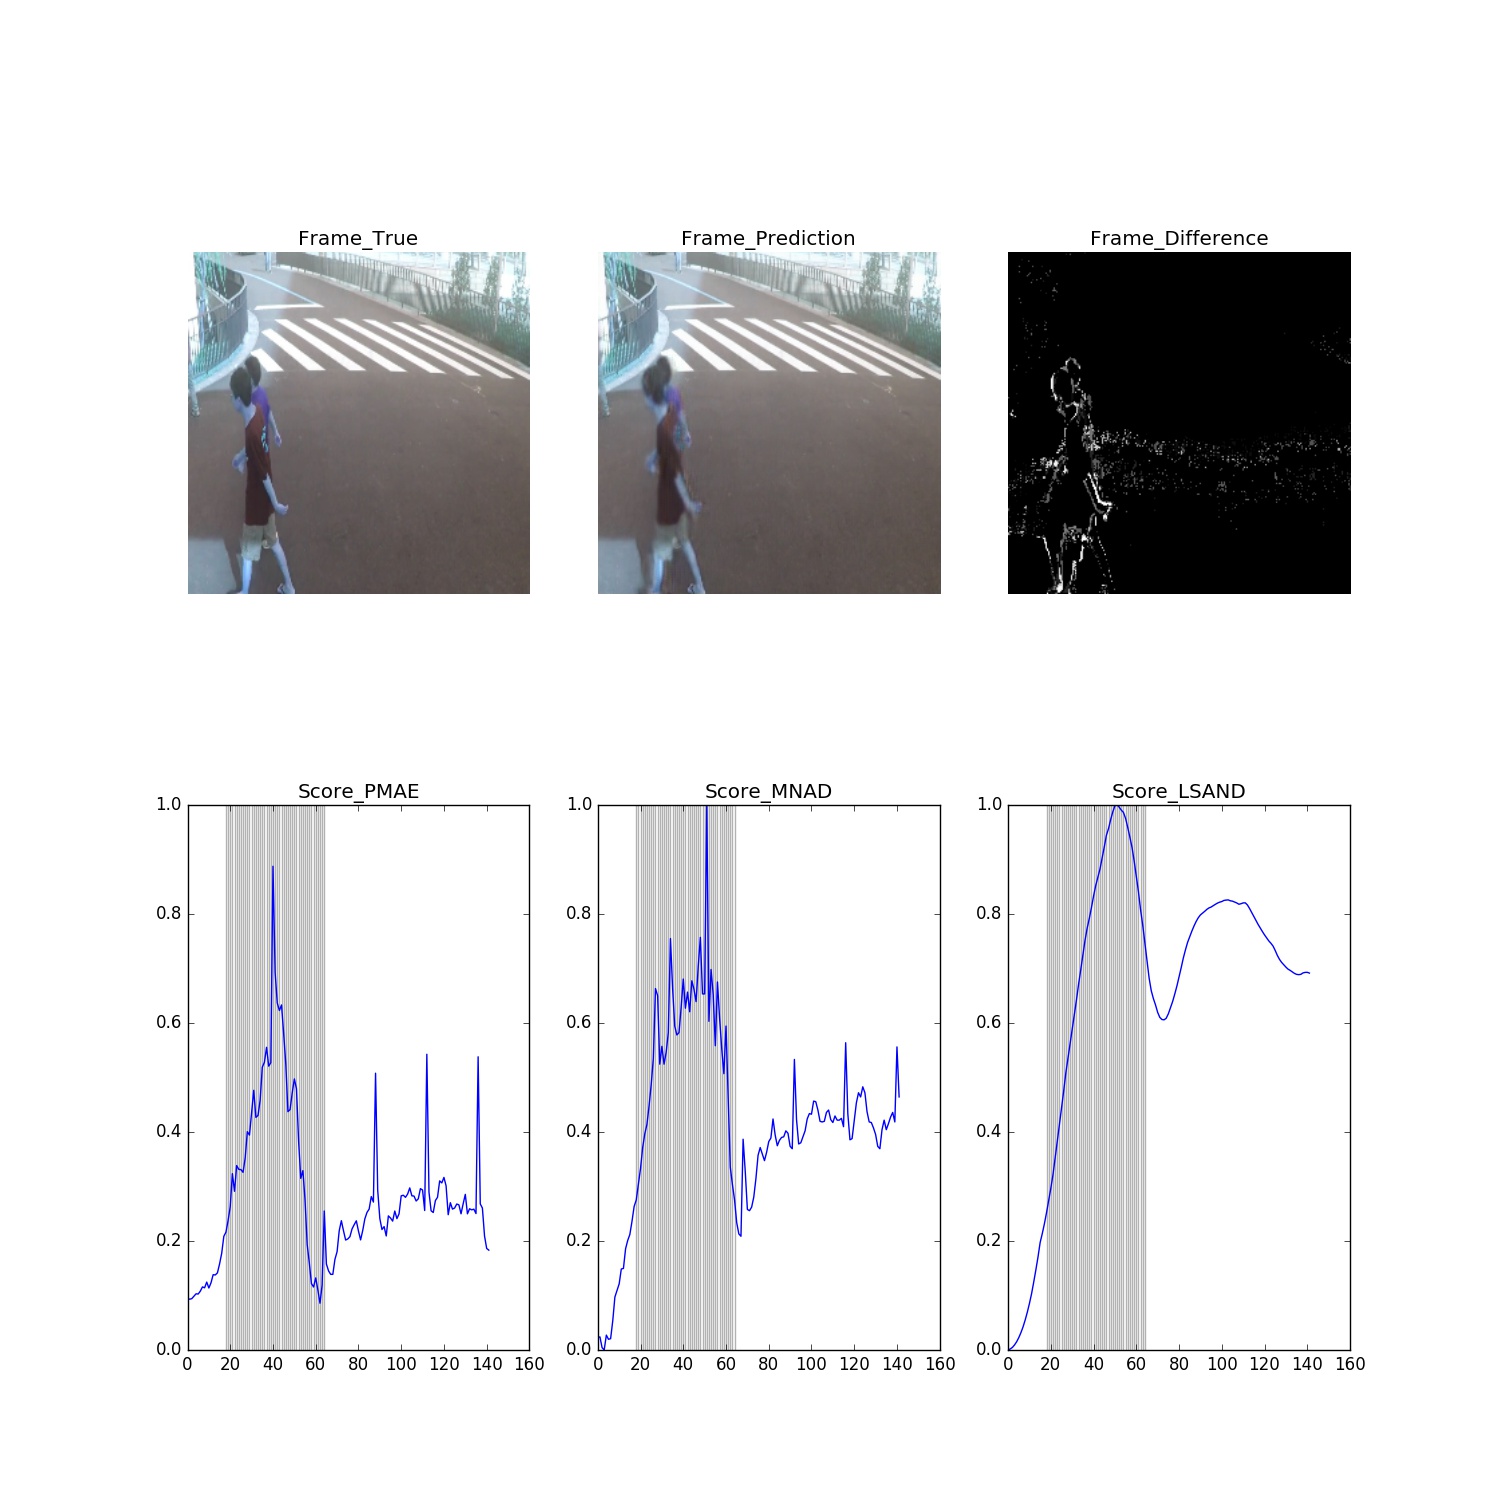 Frame_True Frame_Prediction Frame_Difference
Score_PMAE Score_MNAD Score_LSAND
1.0 1.0 1.0
0.8 0.8 0.8
0.6 0.6 0.6
0.4 0.4 0.4
0.2 0.2 0.2
0.0 0.0 0.0
0 20 40 60 80 100 120 140 160 0 20 40 60 80 100 120 140 160 0 20 40 60 80 100 120 140 160